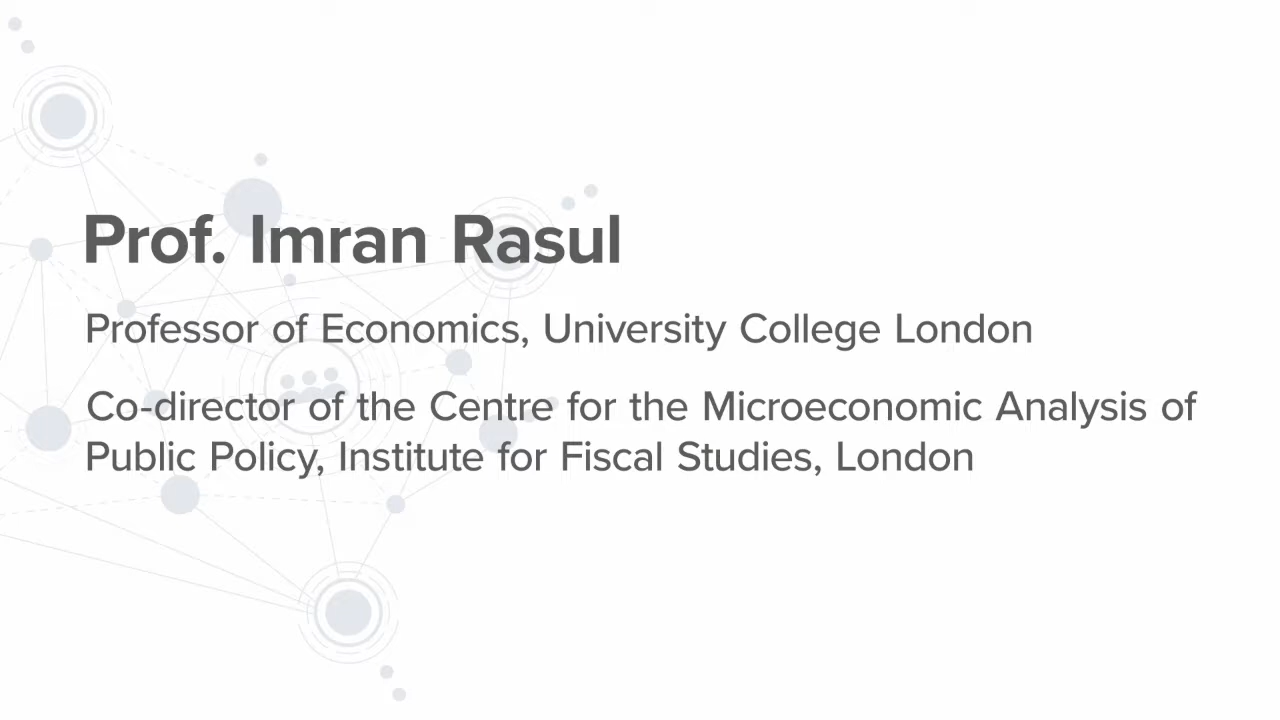 Prof. Imran Rasul
Professor of Economics, University College London
Co-director of the Centre for the Microeconomic Analysis of
Public Policy, Institute for Fiscal Studies, London